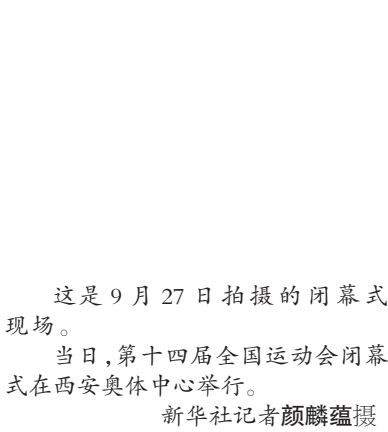 这是9月27日拍摄的闭幕式
现场。
当日,第十四届全国运动会闭幕
式在西安奥体中心举行。
新华社记者颜麟蕴摄